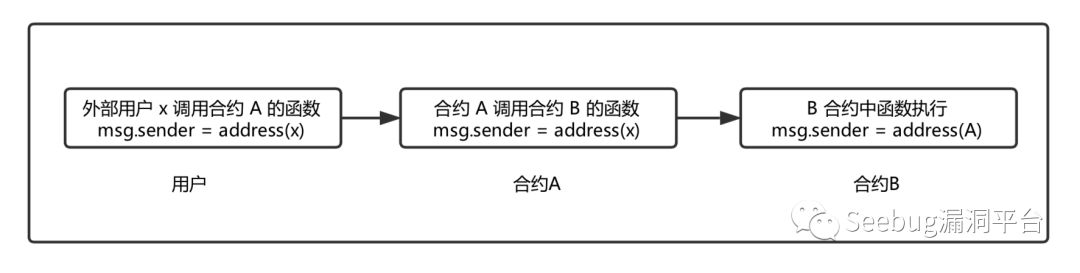 外部用户 x 调用合约 A 的函数
msg.sender = address(x)
合约 A 调用合约 B 的函数
msg.sender = address(x)
B 合约中函数执行
msg.sender = address(A)
用户
合约A
合约B
Seebug漏洞平台